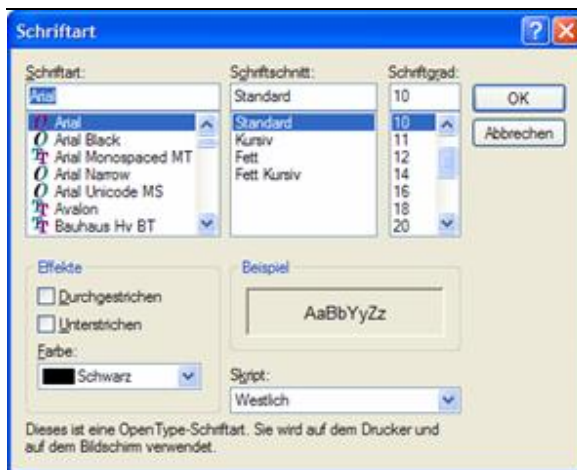 Schriftart
Schriftart:
Arial
Arial
Arial Black
Arial Monospaced MT
Arial Narrow
Arial Unicode MS
Avalon
Bauhaus Hv BT
Schriftschnitt:
Standard
Standard
Kursiv
Fett
Fett Kursiv
Schriftgrad:
10
10
11
12
14
16
18
20
OK
Abbrechen
Effekte
Durchgestrichen
Unterstrichen
Farbe:
Schwarz
Beispiel
AaBbYyZz
Skript:
Westlich
Dieses ist eine OpenType-Schriftart. Sie wird auf dem Drucker und
auf dem Bildschirm verwendet.